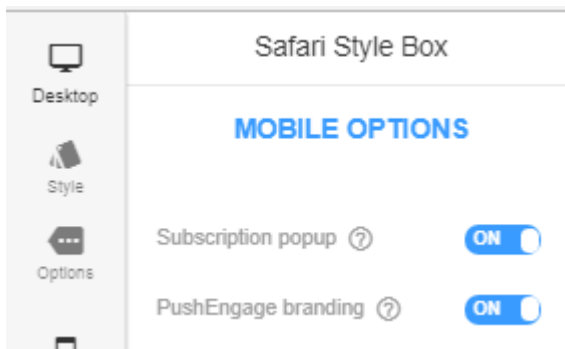 Safari Style Box
Desktop
MOBILE OPTIONS
Style
Subscription popup ? ON
Options
PushEngage branding ? ON